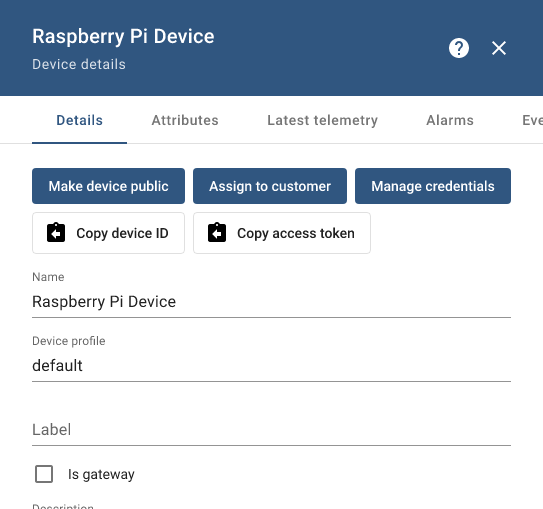 Raspberry Pi Device
Device details
Details Attributes Latest telemetry Alarms Eve
Make device public Assign to customer Manage credentials
Copy device ID Copy access token
Name
Raspberry Pi Device
Device profile
default
Label
Is gateway
Description